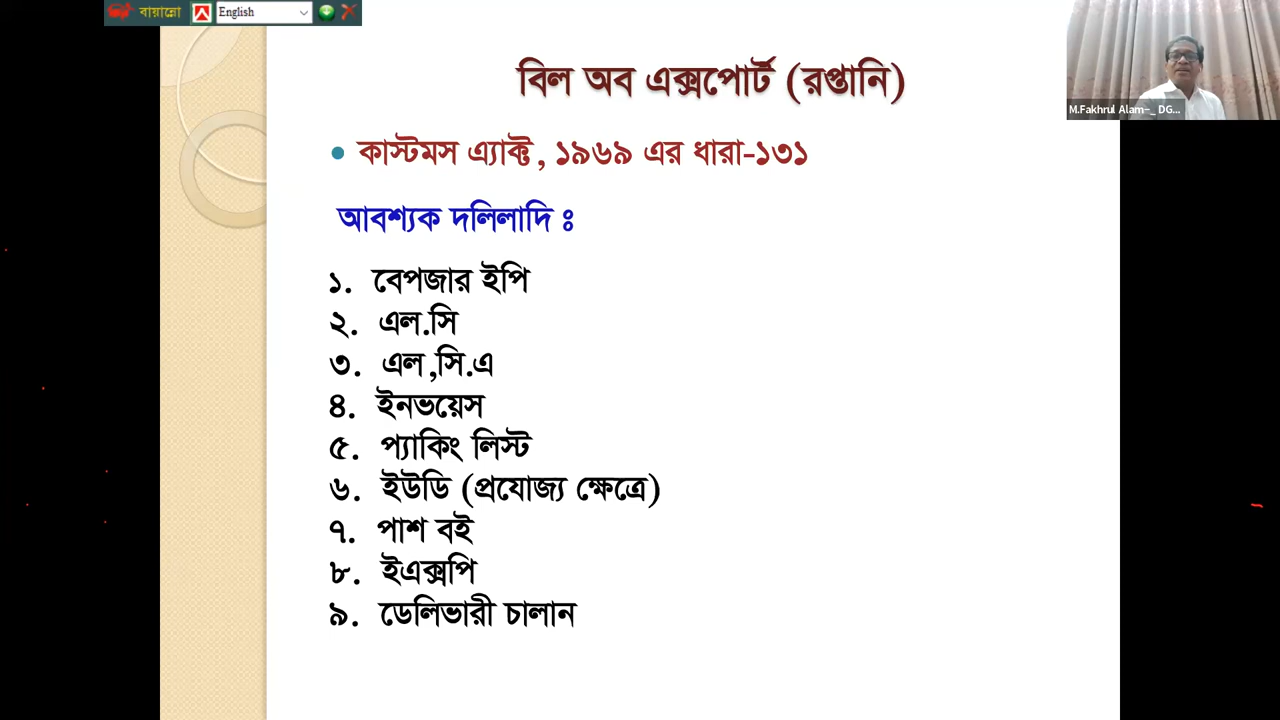 বায়ান্নো English
বিল অব এক্সপোর্ট (রপ্তানি)
M.Fakhrul Alam-_ DG...
কাস্টমস এ্যাক্ট, ১৯৬৯ এর ধারা-১৩১
আবশ্যক দলিলাদি ঃ
১. বেপজার ইপি
২. এল.সি
৩. এল,সি.এ
৪. ইনভয়েস
৫. প্যাকিং লিস্ট
৬. ইউডি (প্রযোজ্য ক্ষেত্রে)
৭. পাশ বই
৮. ইএক্সপি
৯. ডেলিভারী চালান